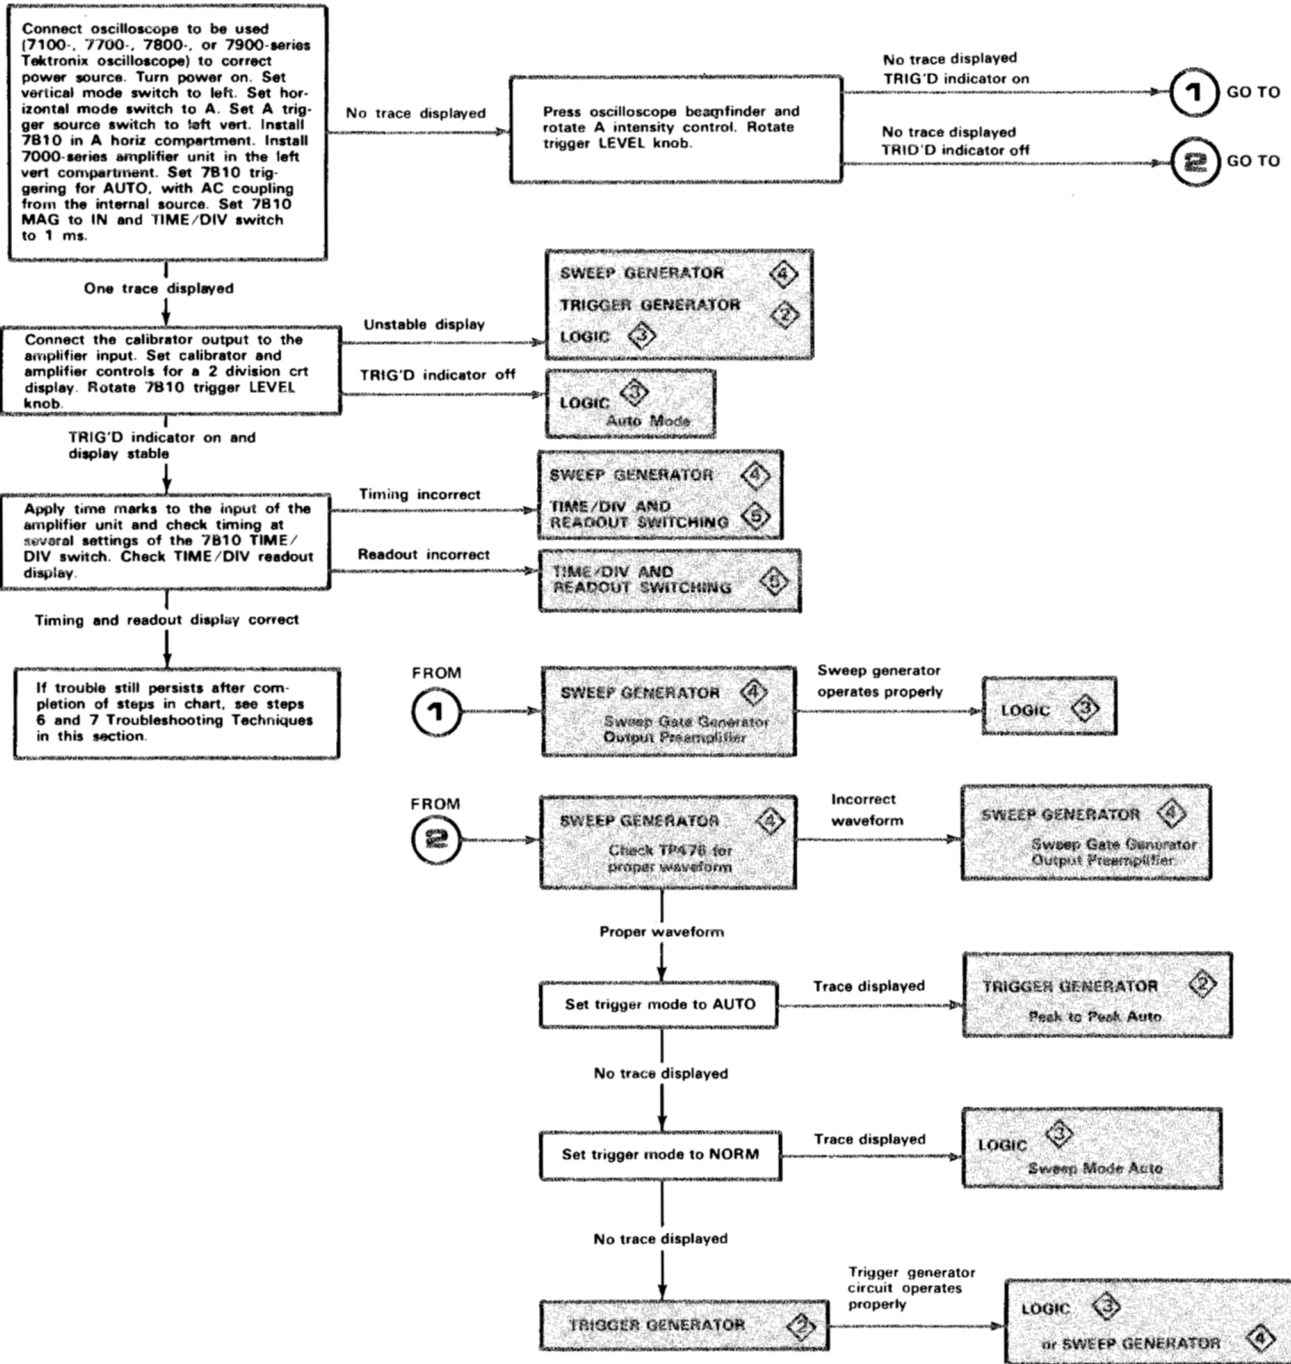 Connect oscilloscope to be used
(7100-, 7700-, 7800-, or 7900-series
Tektronix oscilloscope) to correct
power source. Turn power on. Set
vertical mode switch to left. Set hor-
izontal mode switch to A. Set A trig-
ger source switch to left vert. Install
7B10 in A horiz compartment. Install
7000-series amplifier unit in the left
vert compartment. Set 7B10 trig-
gering for AUTO, with AC coupling
from the internal source. Set 7B10
MAG to IN and TIME/DIV switch
to 1 ms.
No trace displayed
Press oscilloscope beamfinder and
rotate A intensity control. Rotate
trigger LEVEL knob.
No trace displayed
TRIG'D indicator on
1 GO TO
No trace displayed
TRID'D indicator off
2 GO TO
One trace displayed
Connect the calibrator output to the
amplifier input. Set calibrator and
amplifier controls for a 2 division crt
display. Rotate 7B10 trigger LEVEL
knob.
Unstable display
SWEEP GENERATOR 4
TRIGGER GENERATOR 2
LOGIC 3
TRIG'D indicator off
LOGIC 3
Auto Mode
TRIG'D indicator on and
display stable
Apply time marks to the input of the
amplifier unit and check timing at
several settings of the 7B10 TIME/
DIV switch. Check TIME/DIV readout
display.
Timing incorrect
SWEEP GENERATOR 4
TIME/DIV AND
READOUT SWITCHING 5
Readout incorrect
TIME/DIV AND
READOUT SWITCHING 5
Timing and readout display correct
If trouble still persists after com-
pletion of steps in chart, see steps
6 and 7 Troubleshooting Techniques
in this section.
FROM
1
SWEEP GENERATOR 4
Sweep Gate Generator
Output Preamplifier
Sweep generator
operates properly
LOGIC 3
FROM
2
SWEEP GENERATOR 4
Check TP476 for
proper waveform
Incorrect
waveform
SWEEP GENERATOR 4
Sweep Gate Generator
Output Preamplifier
Proper waveform
Set trigger mode to AUTO
Trace displayed
TRIGGER GENERATOR 2
Peak to Peak Auto
No trace displayed
Set trigger mode to NORM
Trace displayed
LOGIC 3
Sweep Mode Auto
No trace displayed
TRIGGER GENERATOR 2
Trigger generator
circuit operates
properly
LOGIC 3
or SWEEP GENERATOR 4